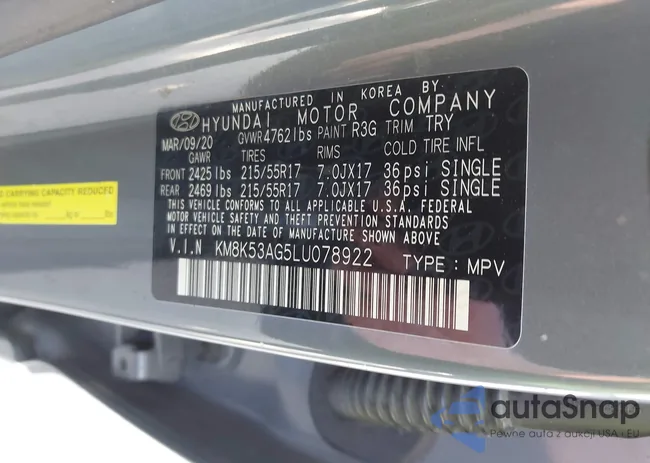 MANUFACTURED IN KOREA BY
HYUNDAI MOTOR COMPANY
MAR/09/20 GVWR4762lbs PAINT R3G TRIM TRY
GAWR TIRES RIMS COLD TIRE INFL
FRONT 2425lbs 215/55R17 7.0JX17 36psi SINGLE
REAR 2469lbs 215/55R17 7.0JX17 36psi SINGLE
THIS VEHICLE CONFORMS TO ALL APPLICABLE U.S.A. FEDERAL
MOTOR VEHICLE SAFETY AND THEFT PREVENTION STANDARDS
IN EFFECT ON THE DATE OF MANUFACTURE SHOWN ABOVE.
V.I.N KM8K53AG5LU078922 TYPE : MPV
CARRYING CAPACITY REDUCED
autaSnap
Pewne auta z aukcji USA i EU